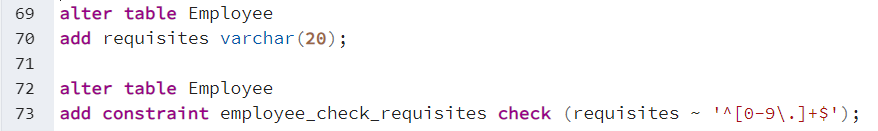 69 alter table Employee
70 add requisites varchar(20);
71
72 alter table Employee
73 add constraint employee_check_requisites check (requisites ~ '^[0-9\.]+$');